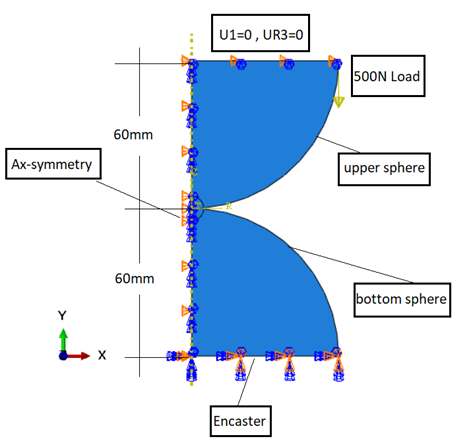 U1=0 , UR3=0
500N Load
60mm
Ax-symmetry
upper sphere
60mm
bottom sphere
Y
X
Encaster